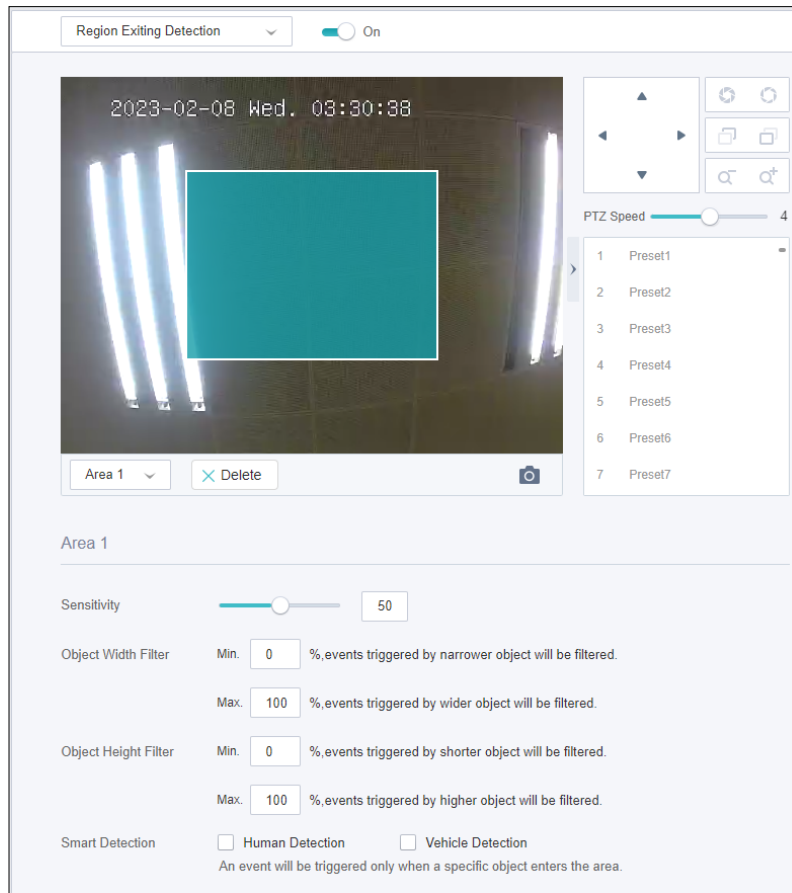 Region Exiting Detection
On
2023-02-08 Wed. 03:30:38
PTZ Speed 4
1 Preset1
2 Preset2
3 Preset3
4 Preset4
5 Preset5
6 Preset6
7 Preset7
Area 1
Delete
Area 1
Sensitivity 50
Object Width Filter Min. 0 %,events triggered by narrower object will be filtered.
Max. 100 %,events triggered by wider object will be filtered.
Object Height Filter Min. 0 %,events triggered by shorter object will be filtered.
Max. 100 %,events triggered by higher object will be filtered.
Smart Detection Human Detection Vehicle Detection
An event will be triggered only when a specific object enters the area.